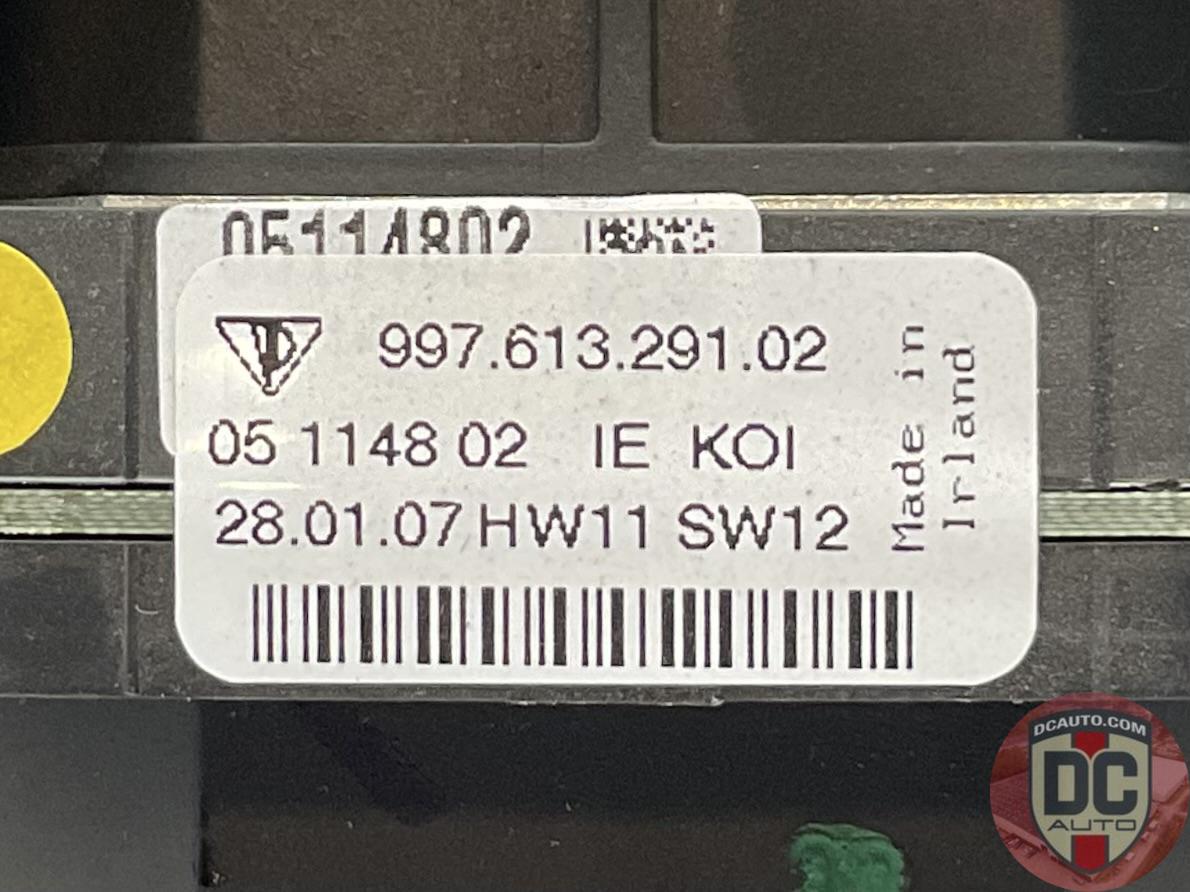 05114802
997.613.291.02
05 1148 02 IE KOI
28.01.07 HW11 SW12
Made in
Irland
DCAUTO.COM
DC
AUTO